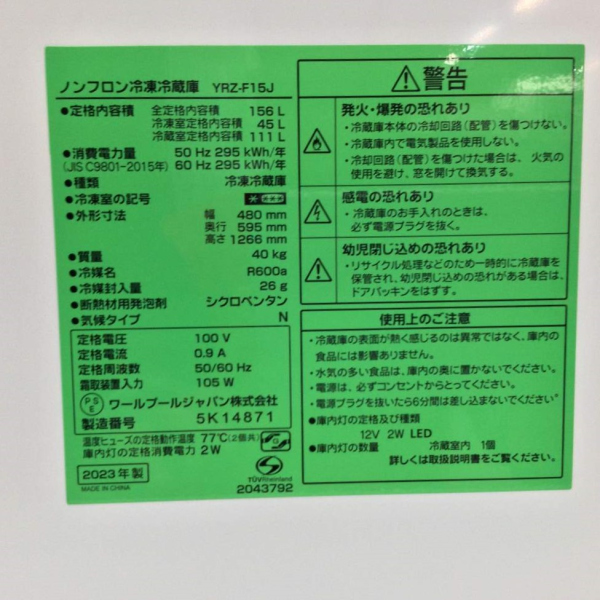 ノンフロン冷凍冷蔵庫 YRZ-F15J
●定格内容積 全定格内容積 156 L
冷凍室定格内容積 45 L
冷蔵室定格内容積 111 L
●消費電力量 50 Hz 295 kWh/年
(JIS C9801-2015年) 60 Hz 295 kWh/年
●種類 冷凍冷蔵庫
●冷凍室の記号
●外形寸法 幅 480 mm
奥行 595 mm
高さ 1266 mm
●質量 40 kg
●冷媒名 R600a
●冷媒封入量 26 g
●断熱材用発泡剤 シクロペンタン
●気候タイプ N
定格電圧 100 V
定格電流 0.9 A
定格周波数 50/60 Hz
霜取装置入力 105 W
PSE ワールプールジャパン株式会社
製造番号 5K14871
温度ヒューズの定格動作温度 77℃(2個共)
庫内灯の定格消費電力 2W
2023年製
MADE IN CHINA
TÜVRheinland
2043792
警告
発火・爆発の恐れあり
・冷蔵庫本体の冷却回路(配管)を傷つけない。
・冷蔵庫内で電気製品を使用しない。
・冷却回路(配管)を傷つけた場合は、火気の
使用を避け、窓を開けて換気する。
感電の恐れあり
・冷蔵庫のお手入れのときは、
必ず電源プラグを抜く。
幼児閉じ込めの恐れあり
・リサイクル処理などのため一時的に冷蔵庫を
保管され、幼児閉じ込めの恐れがある場合は、
ドアパッキンをはずす。
使用上のご注意
・冷蔵庫の表面が熱く感じるのは異常ではなく、庫内の
食品には影響ありません。
・水気の多い食品は、庫内の奥に置かないでください。
・電源は、必ずコンセントからとってください。
・電源プラグを抜いたら6分間は差し込まないでください。
●庫内灯の定格及び種類
12V 2W LED
●庫内灯の数量 冷蔵室内 1個
詳しくは取扱説明書をご覧ください。